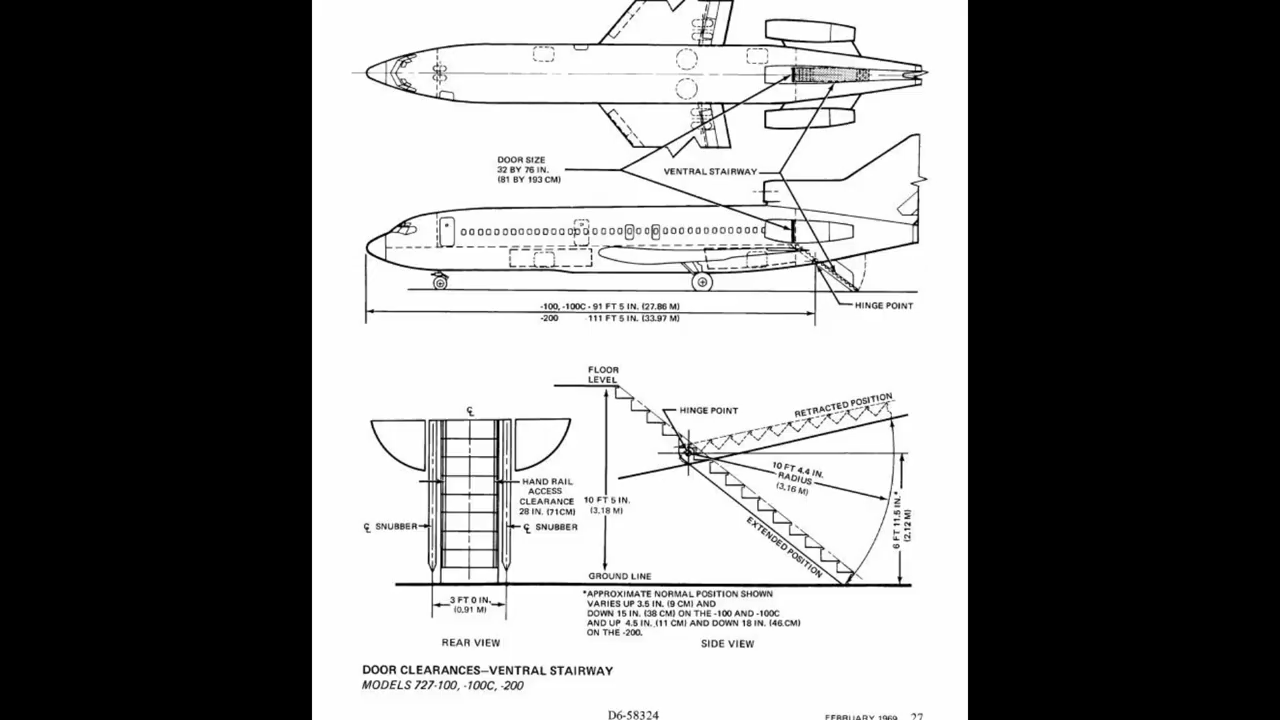 DOOR SIZE
32 BY 76 IN.
(81 BY 193 CM)
VENTRAL STAIRWAY
HINGE POINT
-100, -100C - 91 FT 5 IN. (27.86 M)
-200 111 FT 5 IN. (33.97 M)
FLOOR
LEVEL
HINGE POINT
RETRACTED POSITION
10 FT 4.4 IN.
RADIUS
(3.16 M)
6 FT 11.5 IN.*
(2.12 M)
EXTENDED POSITION
10 FT 5 IN.
(3.18 M)
GROUND LINE
℄
HAND RAIL
ACCESS
CLEARANCE
28 IN. (71CM)
℄ SNUBBER
℄ SNUBBER
3 FT 0 IN.
(0.91 M)
*APPROXIMATE NORMAL POSITION SHOWN
VARIES UP 3.5 IN. (9 CM) AND
DOWN 15 IN. (38 CM) ON THE -100 AND -100C
AND UP 4.5 IN. (11 CM) AND DOWN 18 IN. (46 CM)
ON THE -200.
REAR VIEW
SIDE VIEW
DOOR CLEARANCES–VENTRAL STAIRWAY
MODELS 727-100, -100C, -200
D6-58324
FEBRUARY 1969 27